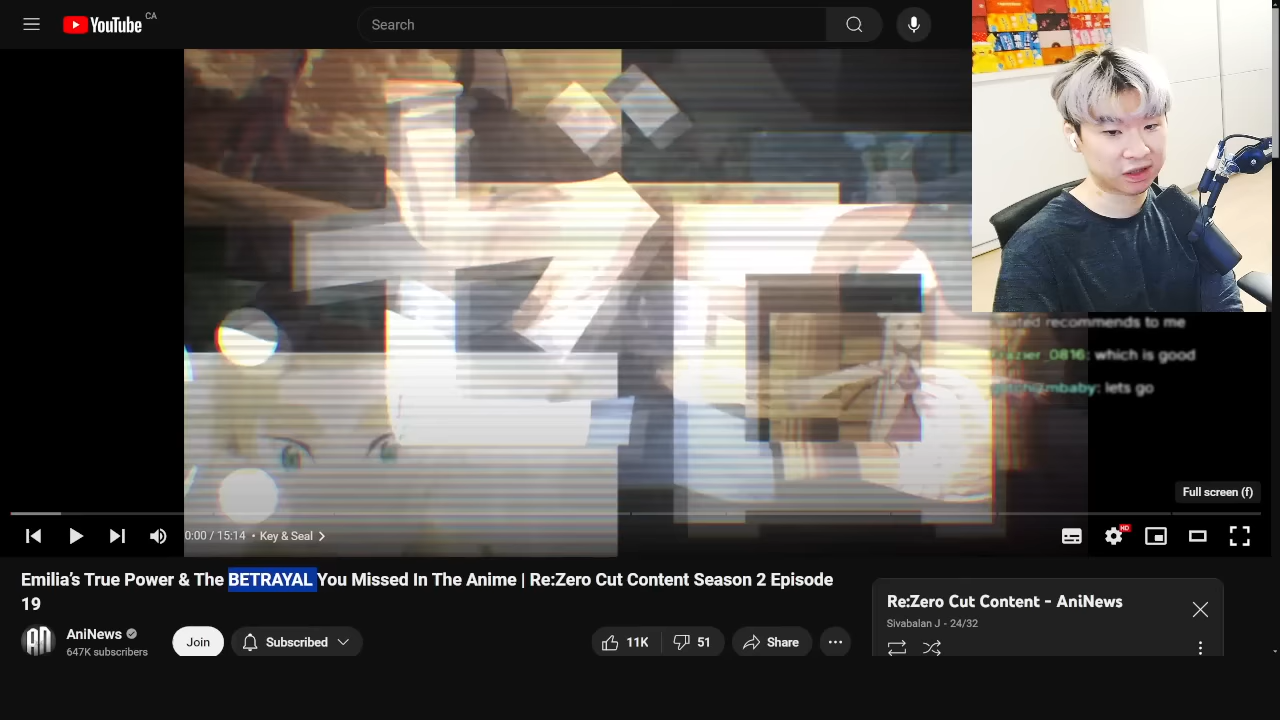 YouTube CA
Search
recommends to me
which is good
lets go
Full screen (f)
0:00 / 15:14 • Key & Seal
HD
Emilia's True Power & The BETRAYAL You Missed In The Anime | Re:Zero Cut Content Season 2 Episode
19
AniNews
647K subscribers
Join
Subscribed
11K
51
Share
Re:Zero Cut Content - AniNews
Sivabalan J - 24/32